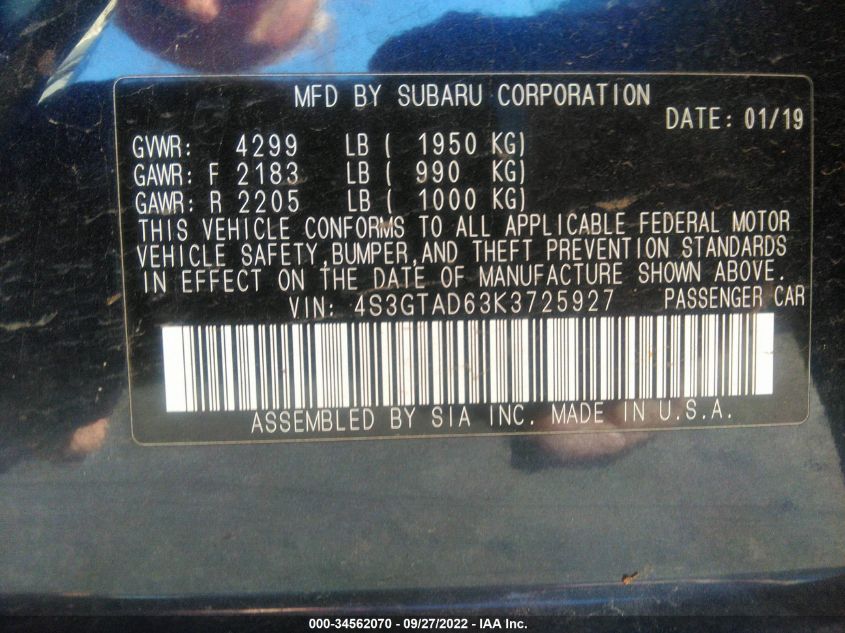 MFD BY SUBARU CORPORATION
DATE: 01/19
GVWR: 4299 LB ( 1950 KG)
GAWR: F 2183 LB ( 990 KG)
GAWR: R 2205 LB ( 1000 KG)
THIS VEHICLE CONFORMS TO ALL APPLICABLE FEDERAL MOTOR
VEHICLE SAFETY,BUMPER,AND THEFT PREVENTION STANDARDS
IN EFFECT ON THE DATE OF MANUFACTURE SHOWN ABOVE.
VIN: 4S3GTAD63K3725927 PASSENGER CAR
ASSEMBLED BY SIA INC. MADE IN U.S.A.
000-34562070 - 09/27/2022 - IAA Inc.